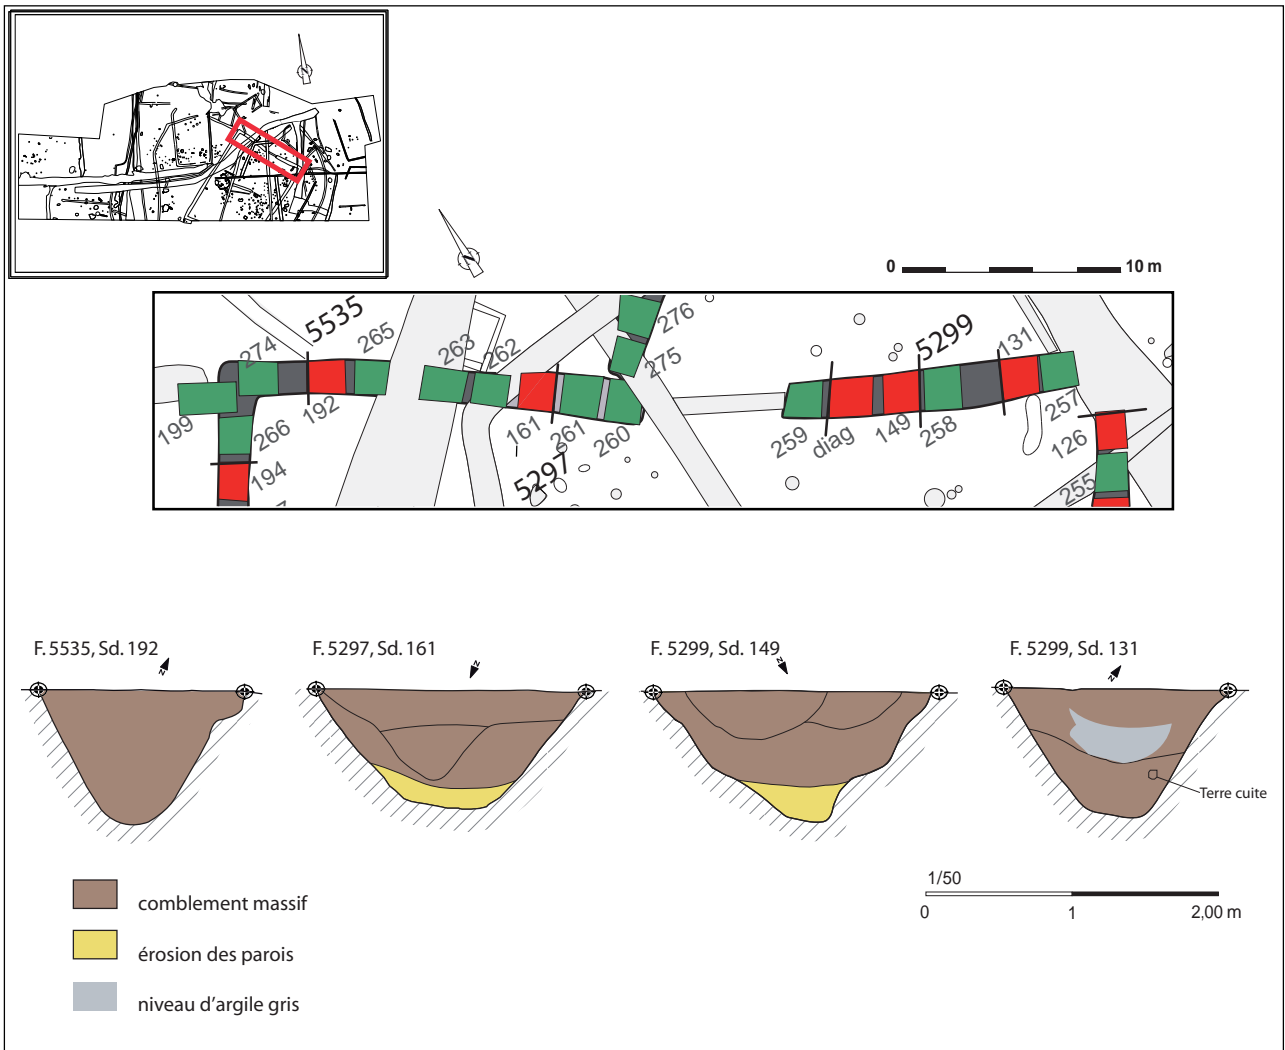 N
N
0 10 m
5535
274
265
263
262
276
275
5299
131
199
266
192
194
161
261
260
5297
259
diag
149
258
257
126
255
F. 5535, Sd. 192
N
F. 5297, Sd. 161
N
F. 5299, Sd. 149
N
F. 5299, Sd. 131
N
Terre cuite
comblement massif
érosion des parois
niveau d'argile gris
1/50
0 1 2,00 m